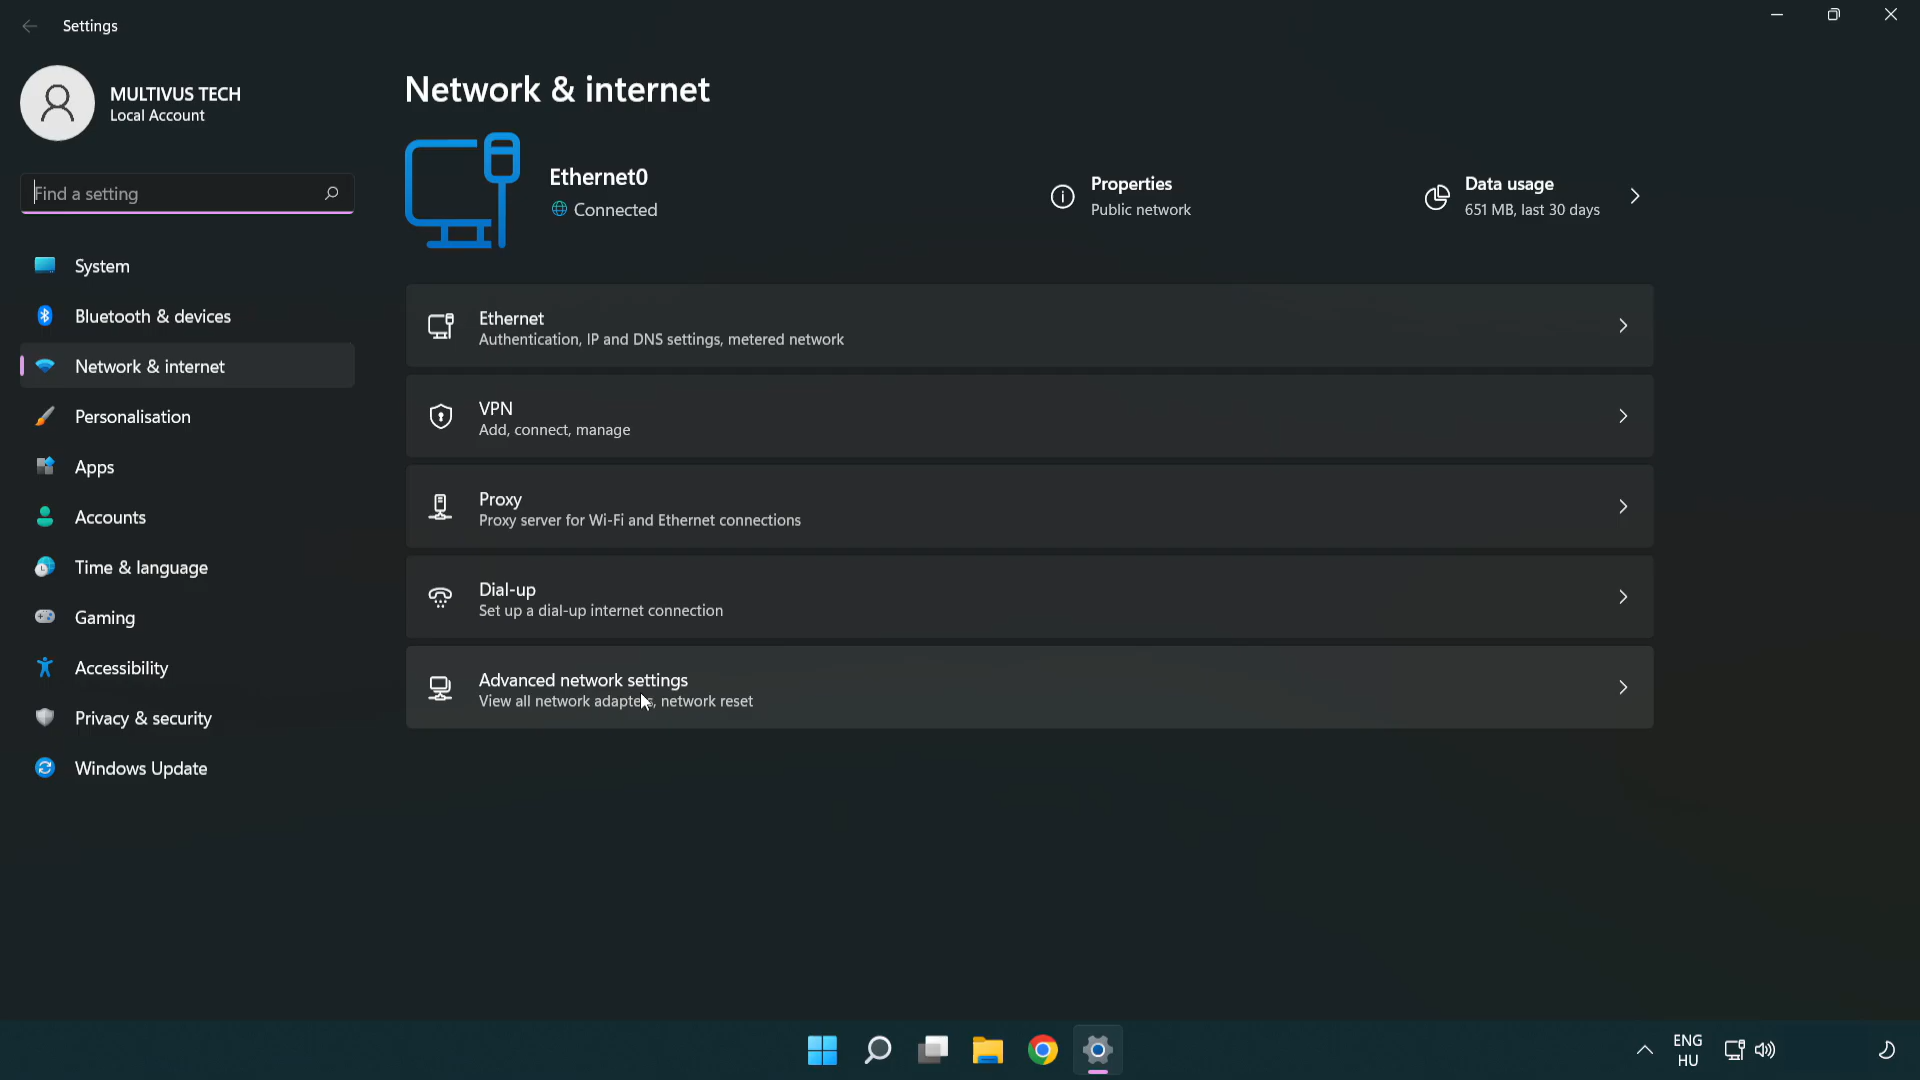 Settings
MULTIVUS TECH
Local Account
Find a setting
System
Bluetooth & devices
Network & internet
Personalisation
Apps
Accounts
Time & language
Gaming
Accessibility
Privacy & security
Windows Update
Network & internet
Ethernet0
Connected
Properties
Public network
Data usage
651 MB, last 30 days
Ethernet
Authentication, IP and DNS settings, metered network
VPN
Add, connect, manage
Proxy
Proxy server for Wi-Fi and Ethernet connections
Dial-up
Set up a dial-up internet connection
Advanced network settings
View all network adapters, network reset
ENG
HU